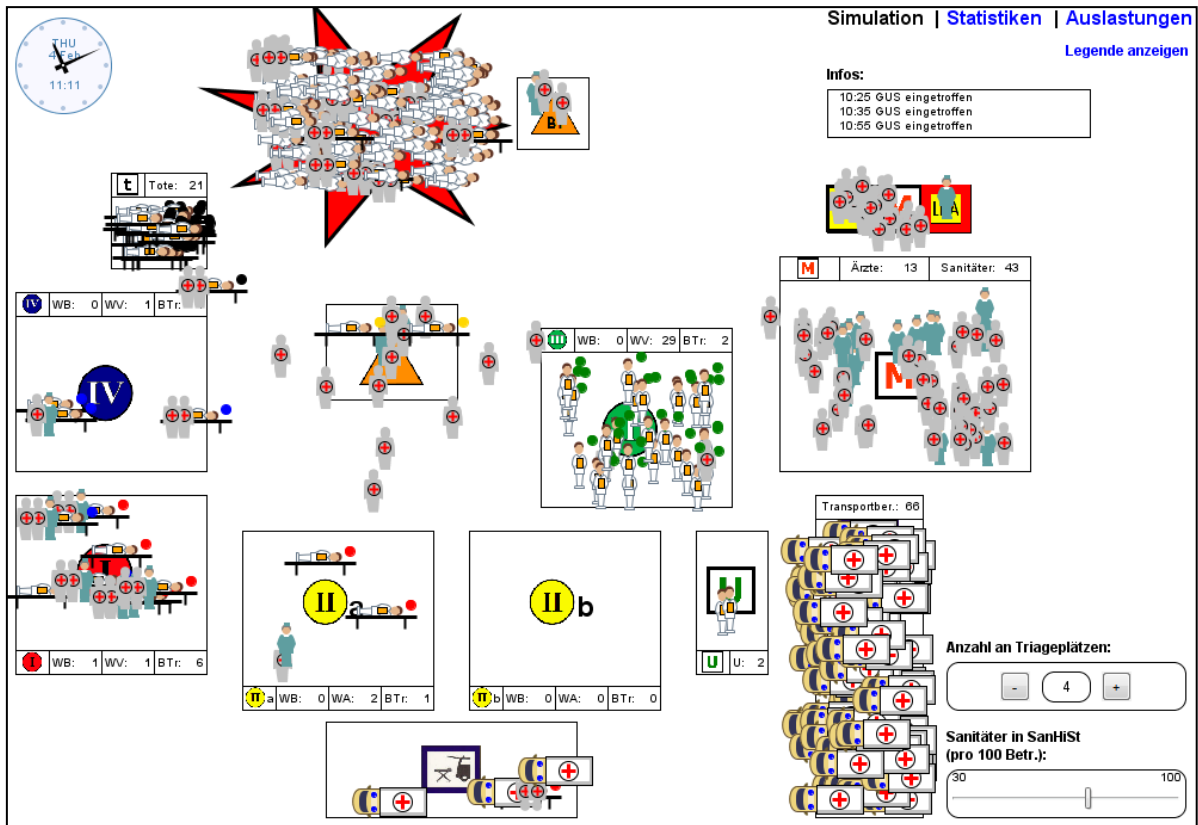 Simulation | Statistiken | Auslastungen
Legende anzeigen
THU
4 Feb
11:11
Infos:
10:25 GUS eingetroffen
10:35 GUS eingetroffen
10:55 GUS eingetroffen
B.
t Tote: 21
M Ärzte: 13 Sanitäter: 43
IV WB: 0 WV: 1 BTr:
III WB: 0 WV: 29 BTr: 2
IV
M
Transportber.: 66
I
II a
II b
U
I WB: 1 WV: 1 BTr: 6
II a WB: 0 WA: 2 BTr: 1
II b WB: 0 WA: 0 BTr: 0
U U: 2
Anzahl an Triageplätzen:
- 4 +
Sanitäter in SanHiSt
(pro 100 Betr.):
30 100